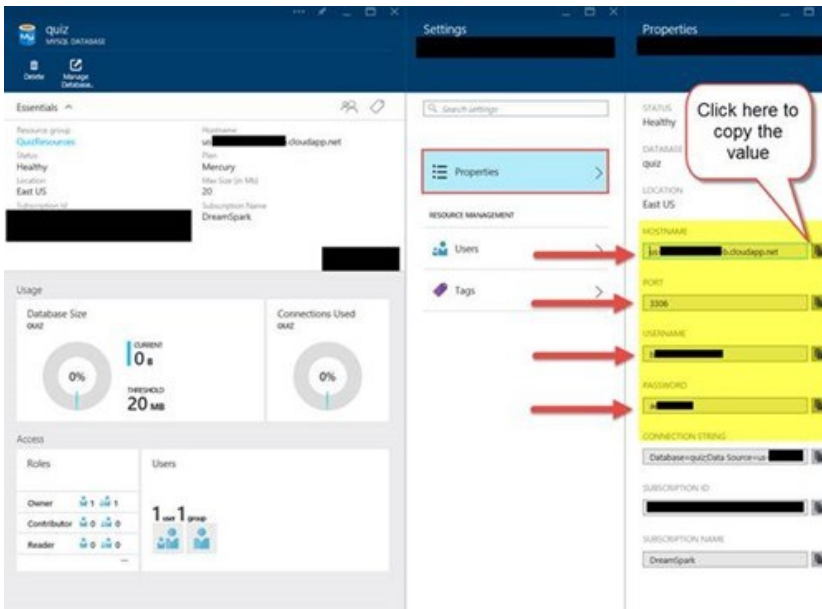 quiz
MYSQL DATABASE
Delete
Manage
Database..
Essentials
Resource group
QuizResources
Status
Healthy
Location
East US
Subscription Id
Hostname
us cloudapp.net
Plan
Mercury
Max Size (in Mb)
20
Subscription Name
DreamSpark
Usage
Database Size
QUIZ
0%
CURRENT
0 B
THRESHOLD
20 MB
Connections Used
QUIZ
0%
Access
Roles
Owner 1 1
Contributor 0 0
Reader 0 0
...
Users
1 user 1 group
Settings
Search settings
Properties
RESOURCE MANAGEMENT
Users
Tags
Properties
Click here to
copy the
value
STATUS
Healthy
DATABASE
quiz
LOCATION
East US
HOSTNAME
us b.cloudapp.net
PORT
3306
USERNAME
b
PASSWORD
CONNECTION STRING
Database=quiz;Data Source=us-
SUBSCRIPTION ID
SUBSCRIPTION NAME
DreamSpark